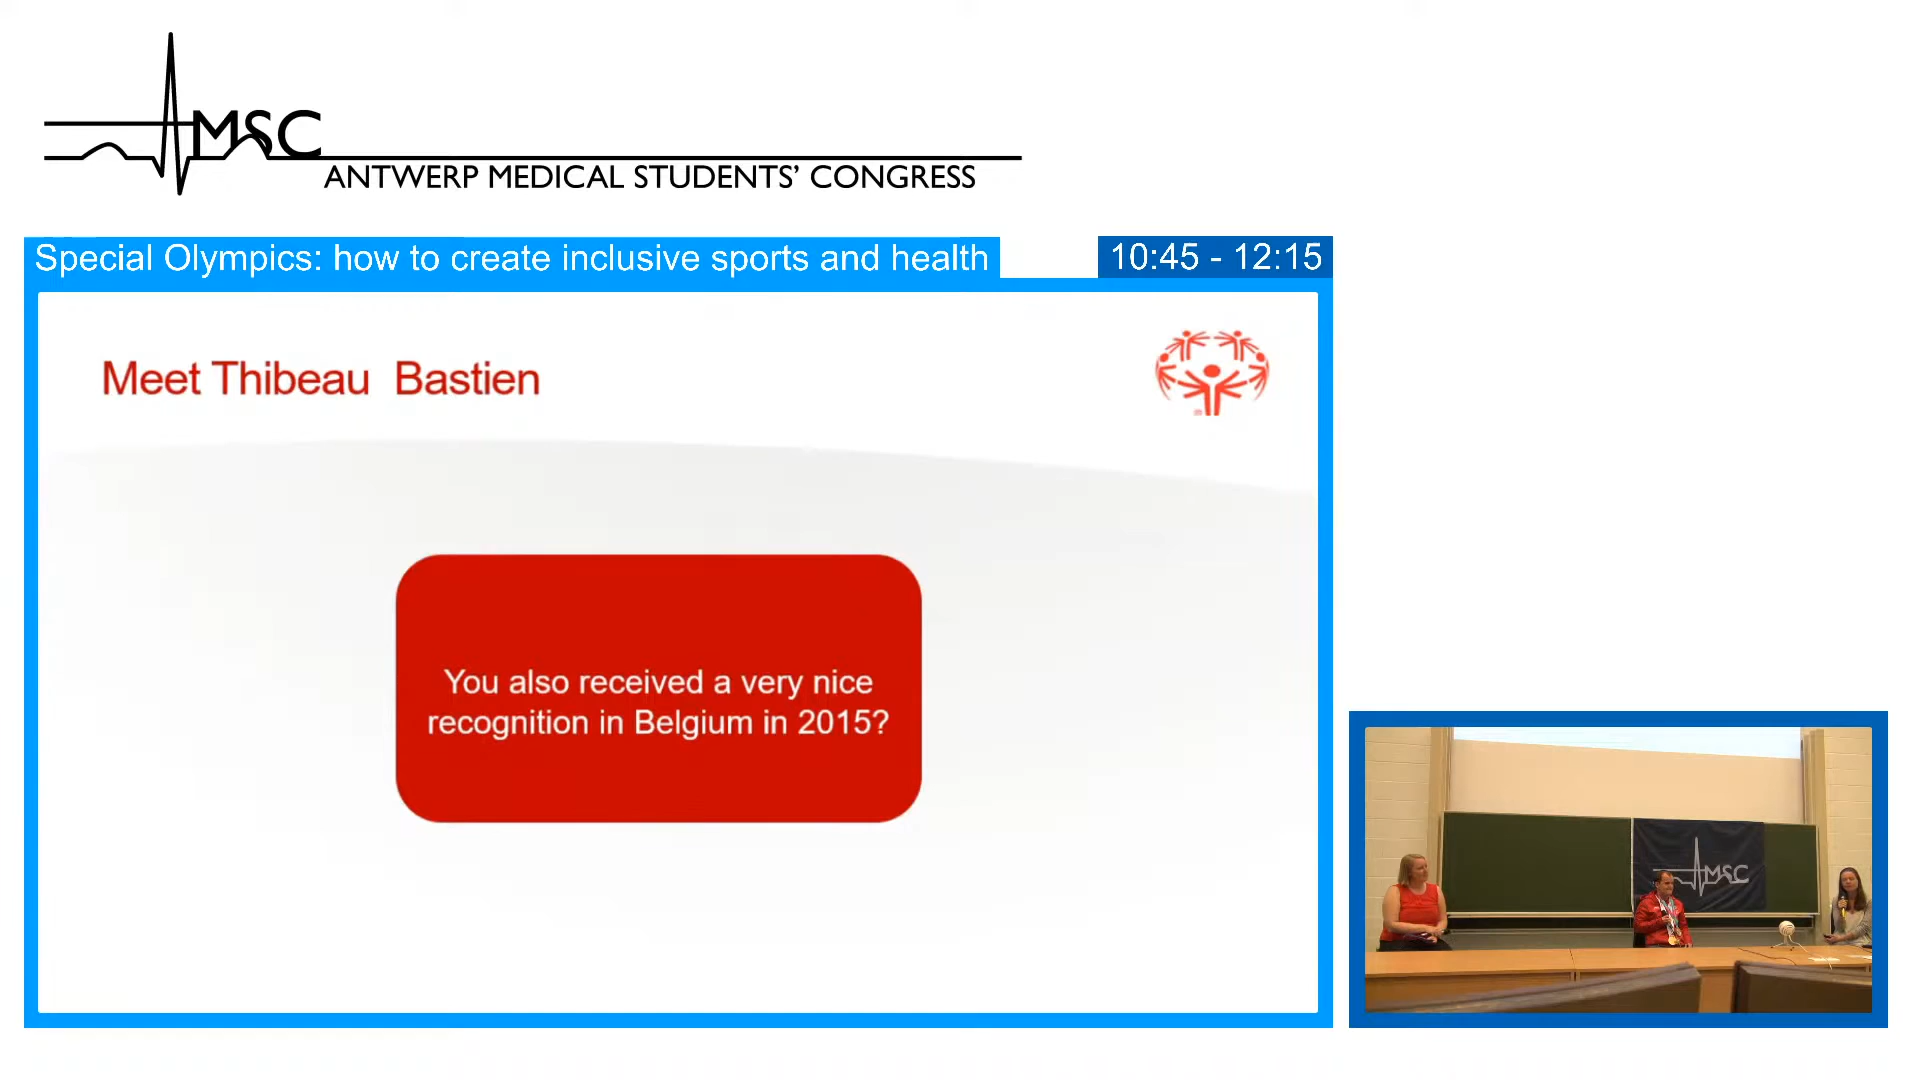 MSC
ANTWERP MEDICAL STUDENTS’ CONGRESS
Special Olympics: how to create inclusive sports and health
10:45 - 12:15
Meet Thibeau  Bastien
You also received a very nice
recognition in Belgium in 2015?
MSC